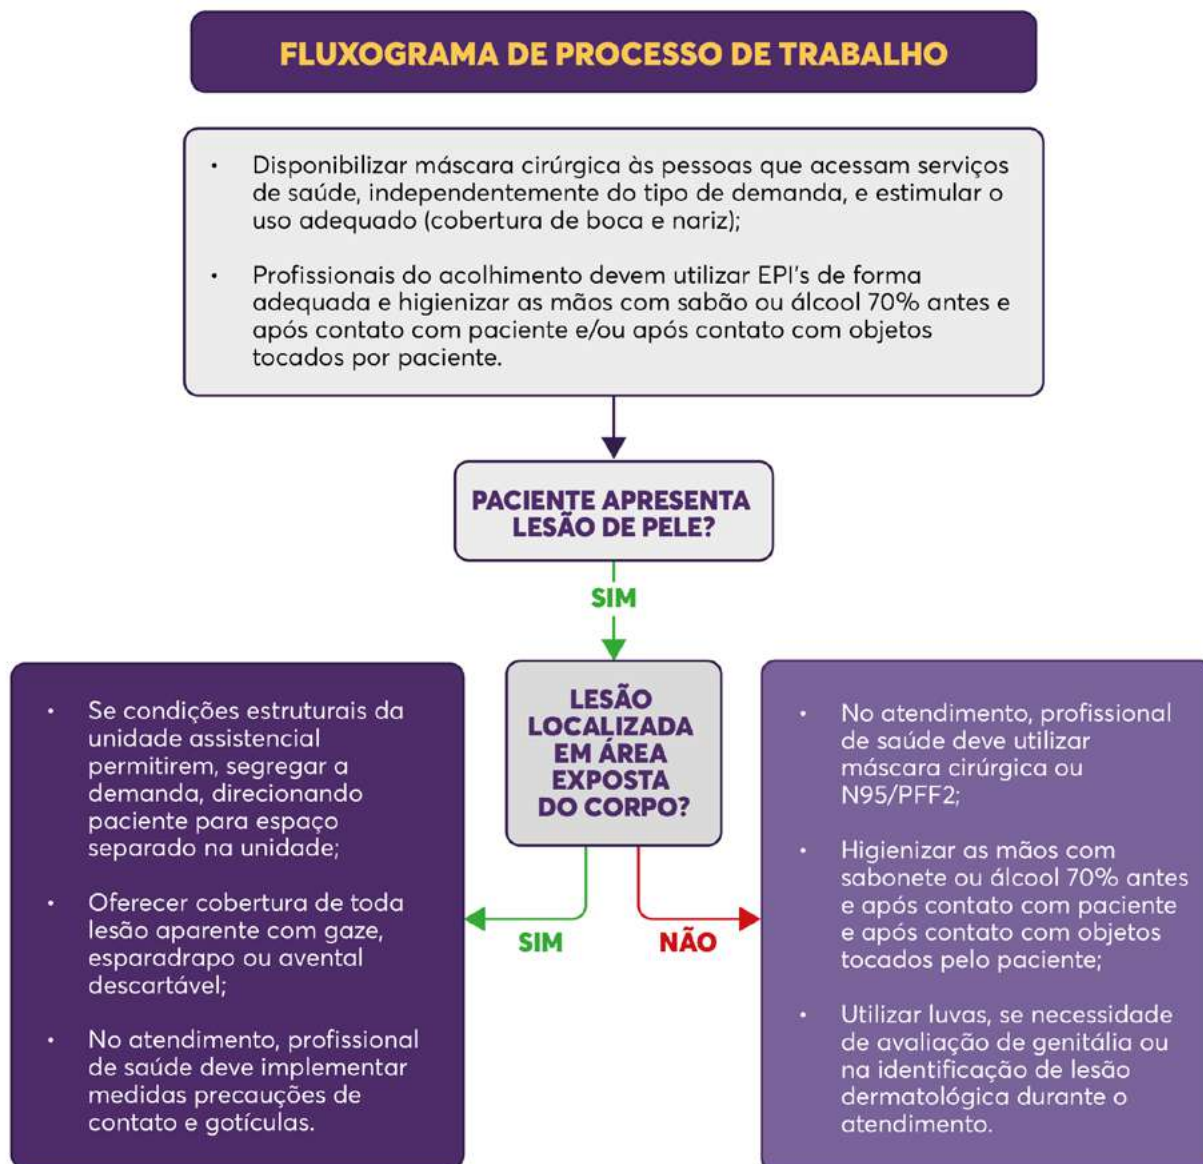 FLUXOGRAMA DE PROCESSO DE TRABALHO
• Disponibilizar máscara cirúrgica às pessoas que acessam serviços
de saúde, independentemente do tipo de demanda, e estimular o
uso adequado (cobertura de boca e nariz);
• Profissionais do acolhimento devem utilizar EPI's de forma
adequada e higienizar as mãos com sabão ou álcool 70% antes e
após contato com paciente e/ou após contato com objetos
tocados por paciente.
PACIENTE APRESENTA
LESÃO DE PELE?
SIM
LESÃO
LOCALIZADA
EM ÁREA
EXPOSTA
DO CORPO?
SIM
NÃO
• Se condições estruturais da
unidade assistencial
permitirem, segregar a
demanda, direcionando
paciente para espaço
separado na unidade;
• Oferecer cobertura de toda
lesão aparente com gaze,
esparadrapo ou avental
descartável;
• No atendimento, profissional
de saúde deve implementar
medidas precauções de
contato e gotículas.
• No atendimento, profissional
de saúde deve utilizar
máscara cirúrgica ou
N95/PFF2;
• Higienizar as mãos com
sabonete ou álcool 70% antes
e após contato com paciente
e após contato com objetos
tocados pelo paciente;
• Utilizar luvas, se necessidade
de avaliação de genitália ou
na identificação de lesão
dermatológica durante o
atendimento.